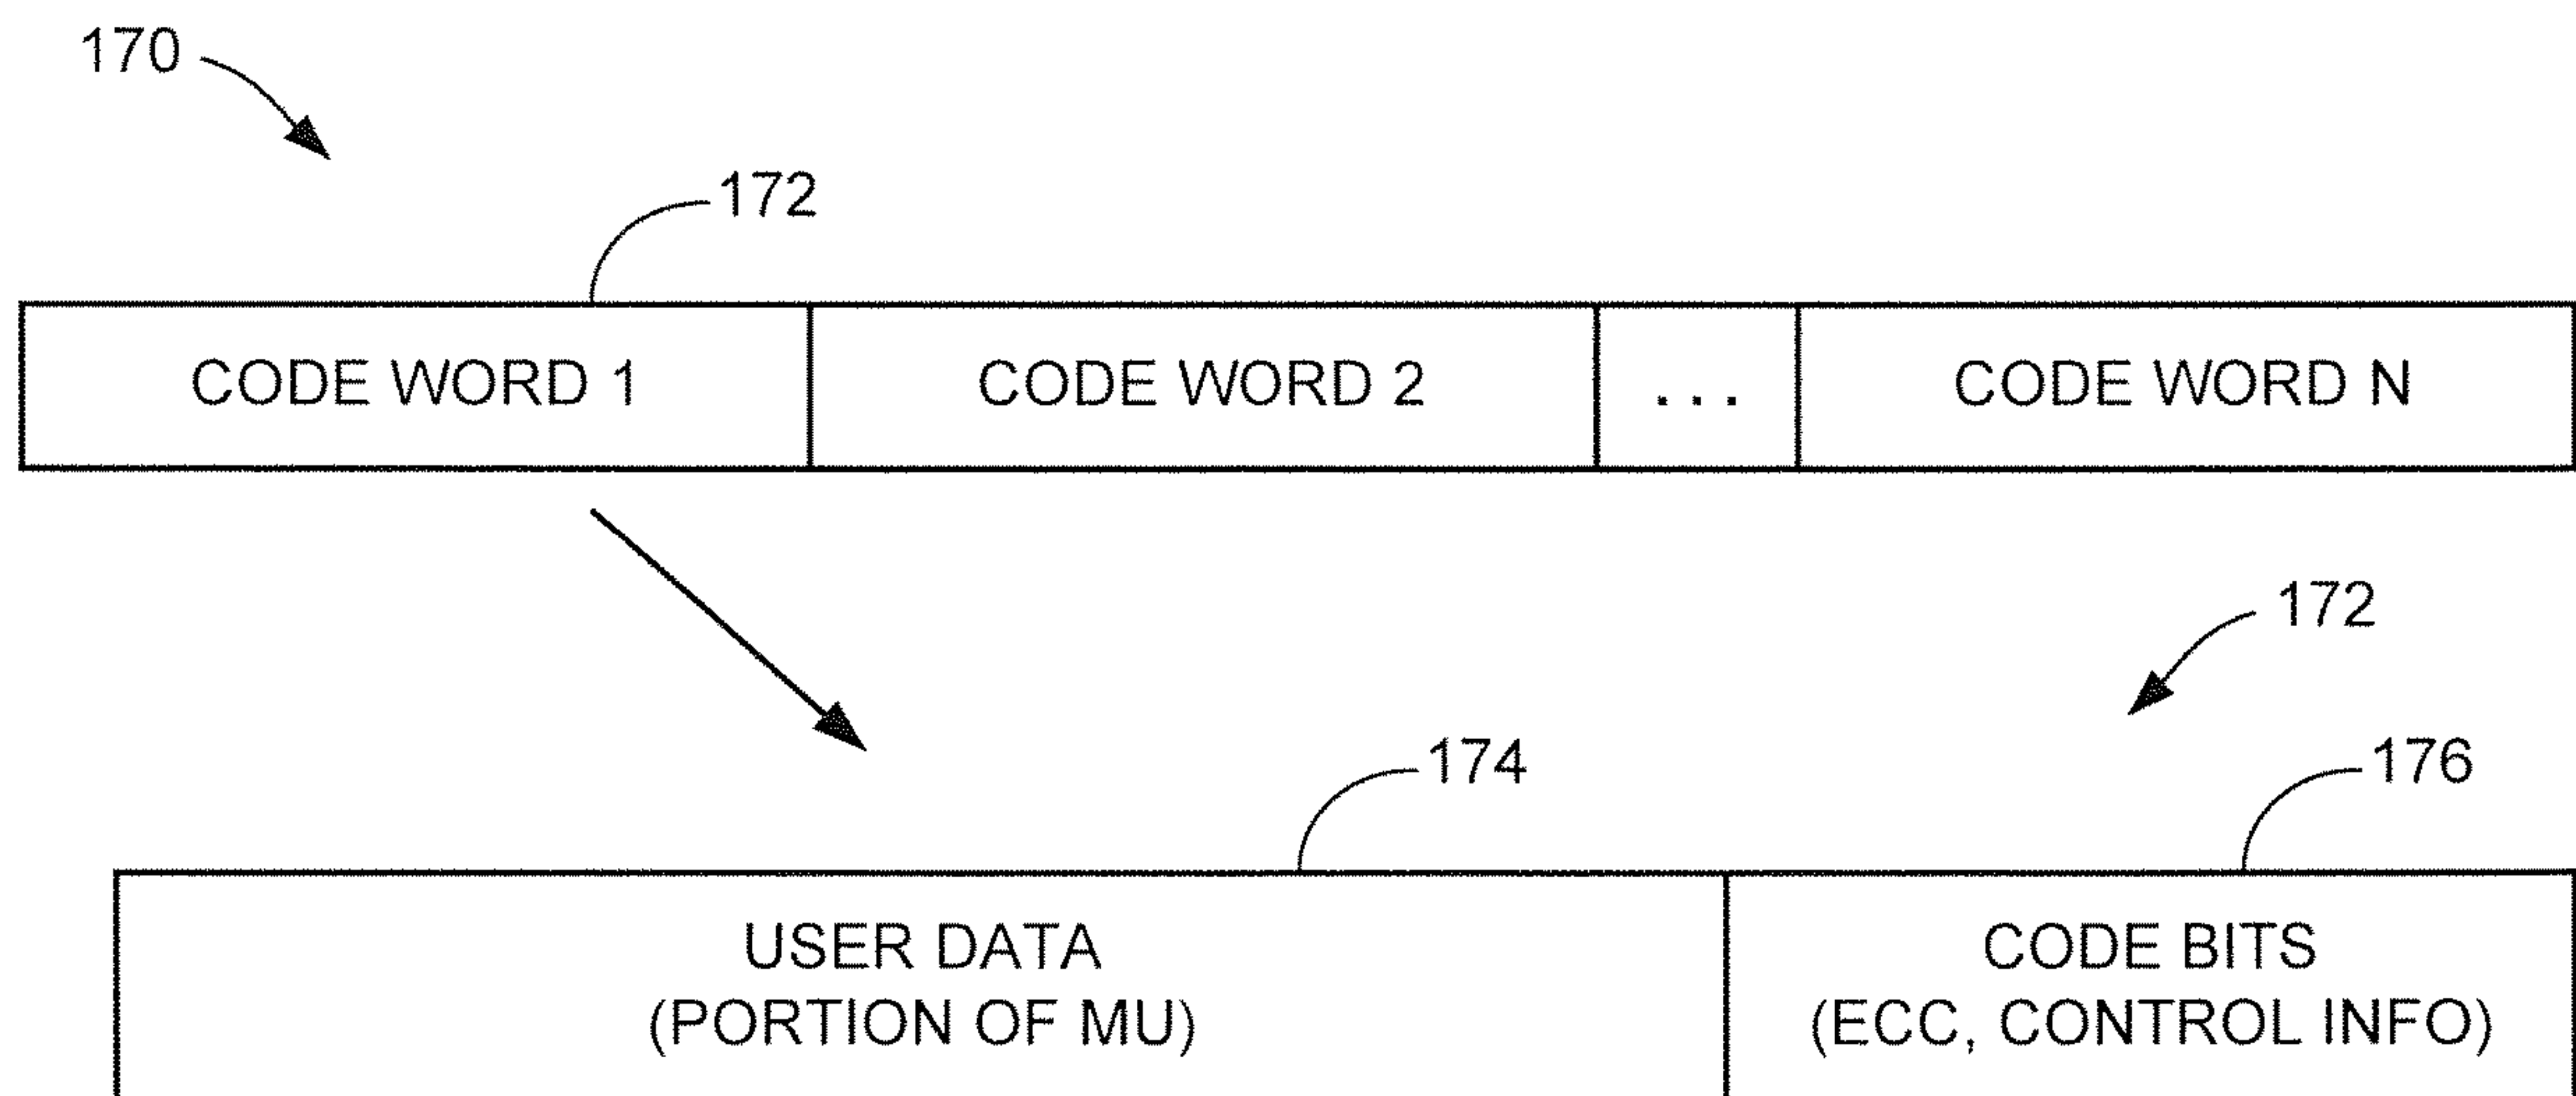 170
172
CODE WORD 1 CODE WORD 2 . . . CODE WORD N
172
174
176
USER DATA
(PORTION OF MU)
CODE BITS
(ECC, CONTROL INFO)